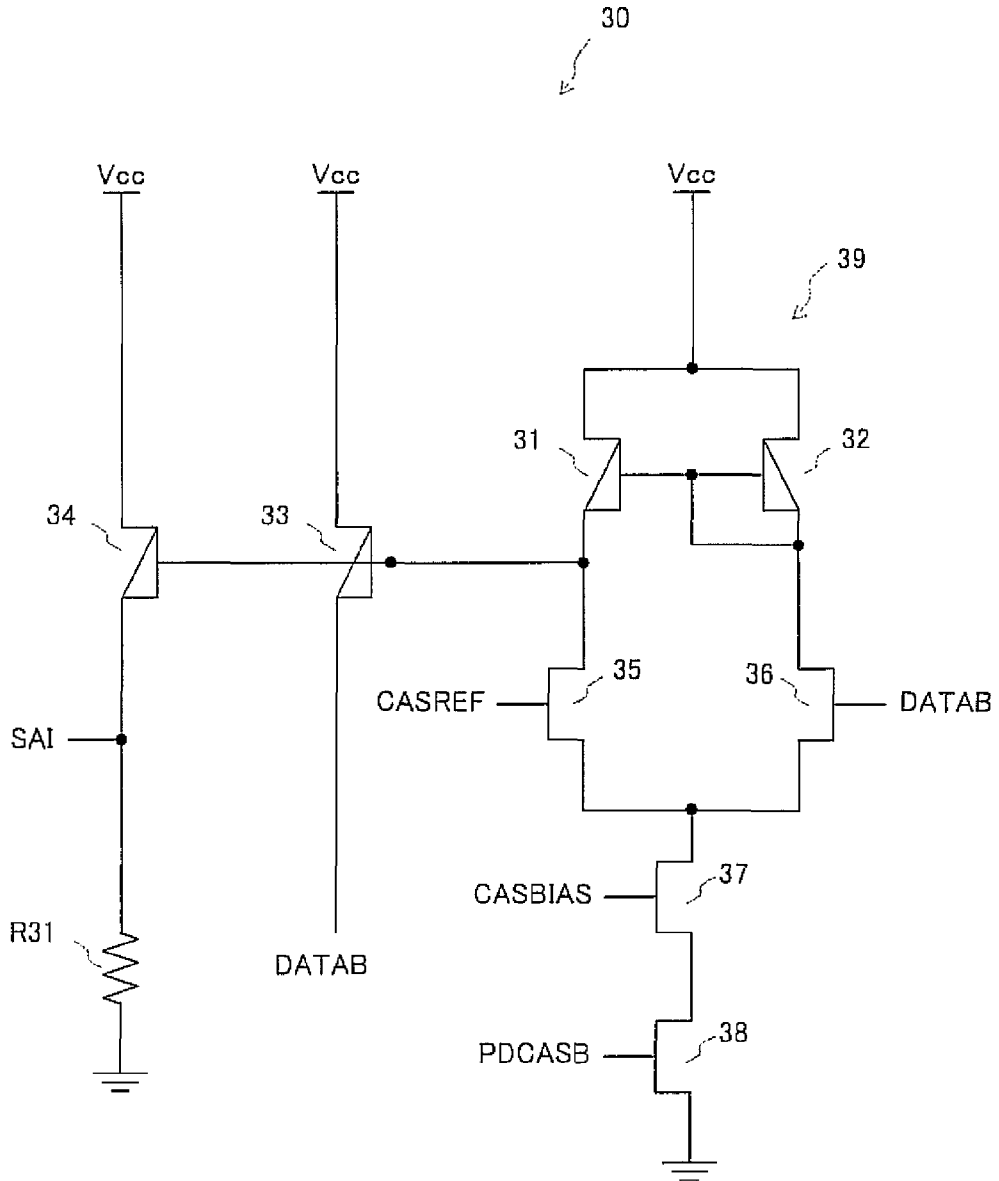 30
Vcc
Vcc
Vcc
39
31
32
34
33
35
36
CASREF
DATAB
SAI
37
CASBIAS
R31
DATAB
38
PDCASB